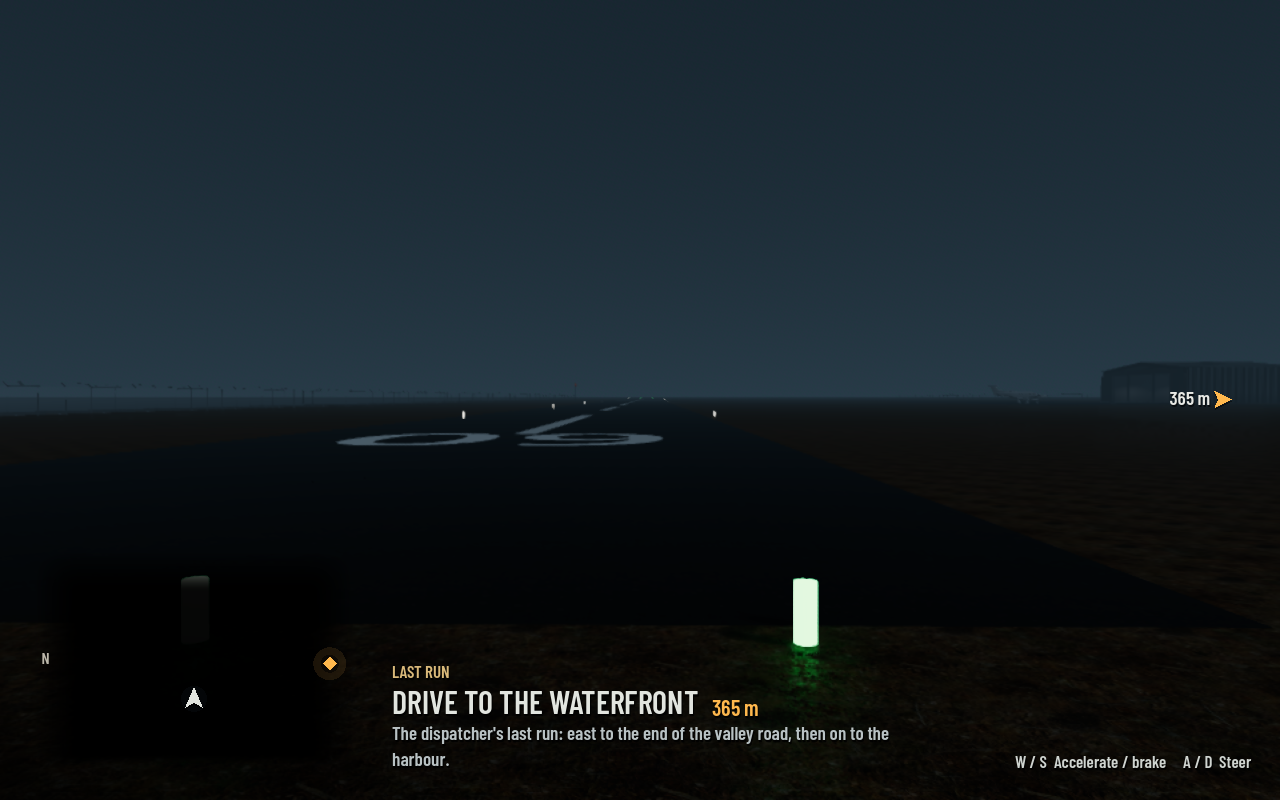 365 m
06
N
LAST RUN
DRIVE TO THE WATERFRONT 365 m
The dispatcher's last run: east to the end of the valley road, then on to the
harbour.
W / S Accelerate / brake A / D Steer